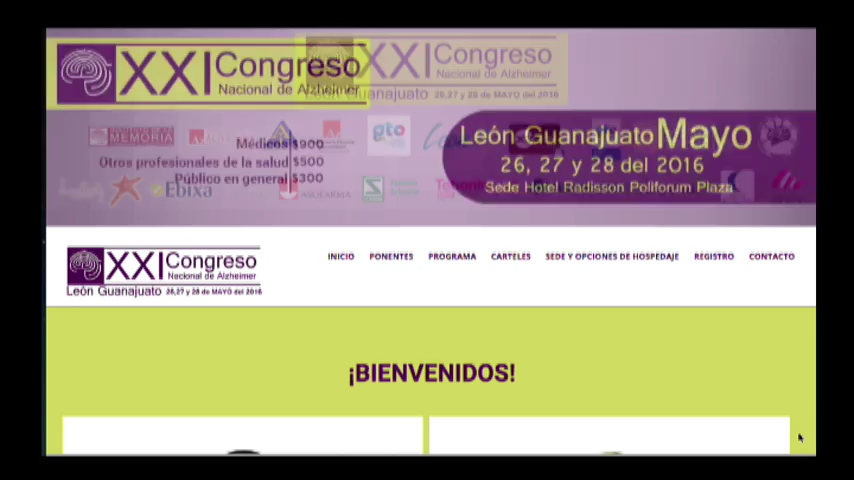 XXI Congreso
Nacional de Alzheimer
XXI Congreso
Nacional de Alzheimer
León Guanajuato 26,27 y 28 de MAYO del 2016
MEMORIA
gto
Médicos $900
Otros profesionales de la salud $500
Público en general $300
Ebixa
León Guanajuato Mayo
26, 27 y 28 del 2016
Sede Hotel Radisson Poliforum Plaza
XXI Congreso
Nacional de Alzheimer
León Guanajuato 26,27 y 28 de MAYO del 2016
INICIO PONENTES PROGRAMA CARTELES SEDE Y OPCIONES DE HOSPEDAJE REGISTRO CONTACTO
¡BIENVENIDOS!